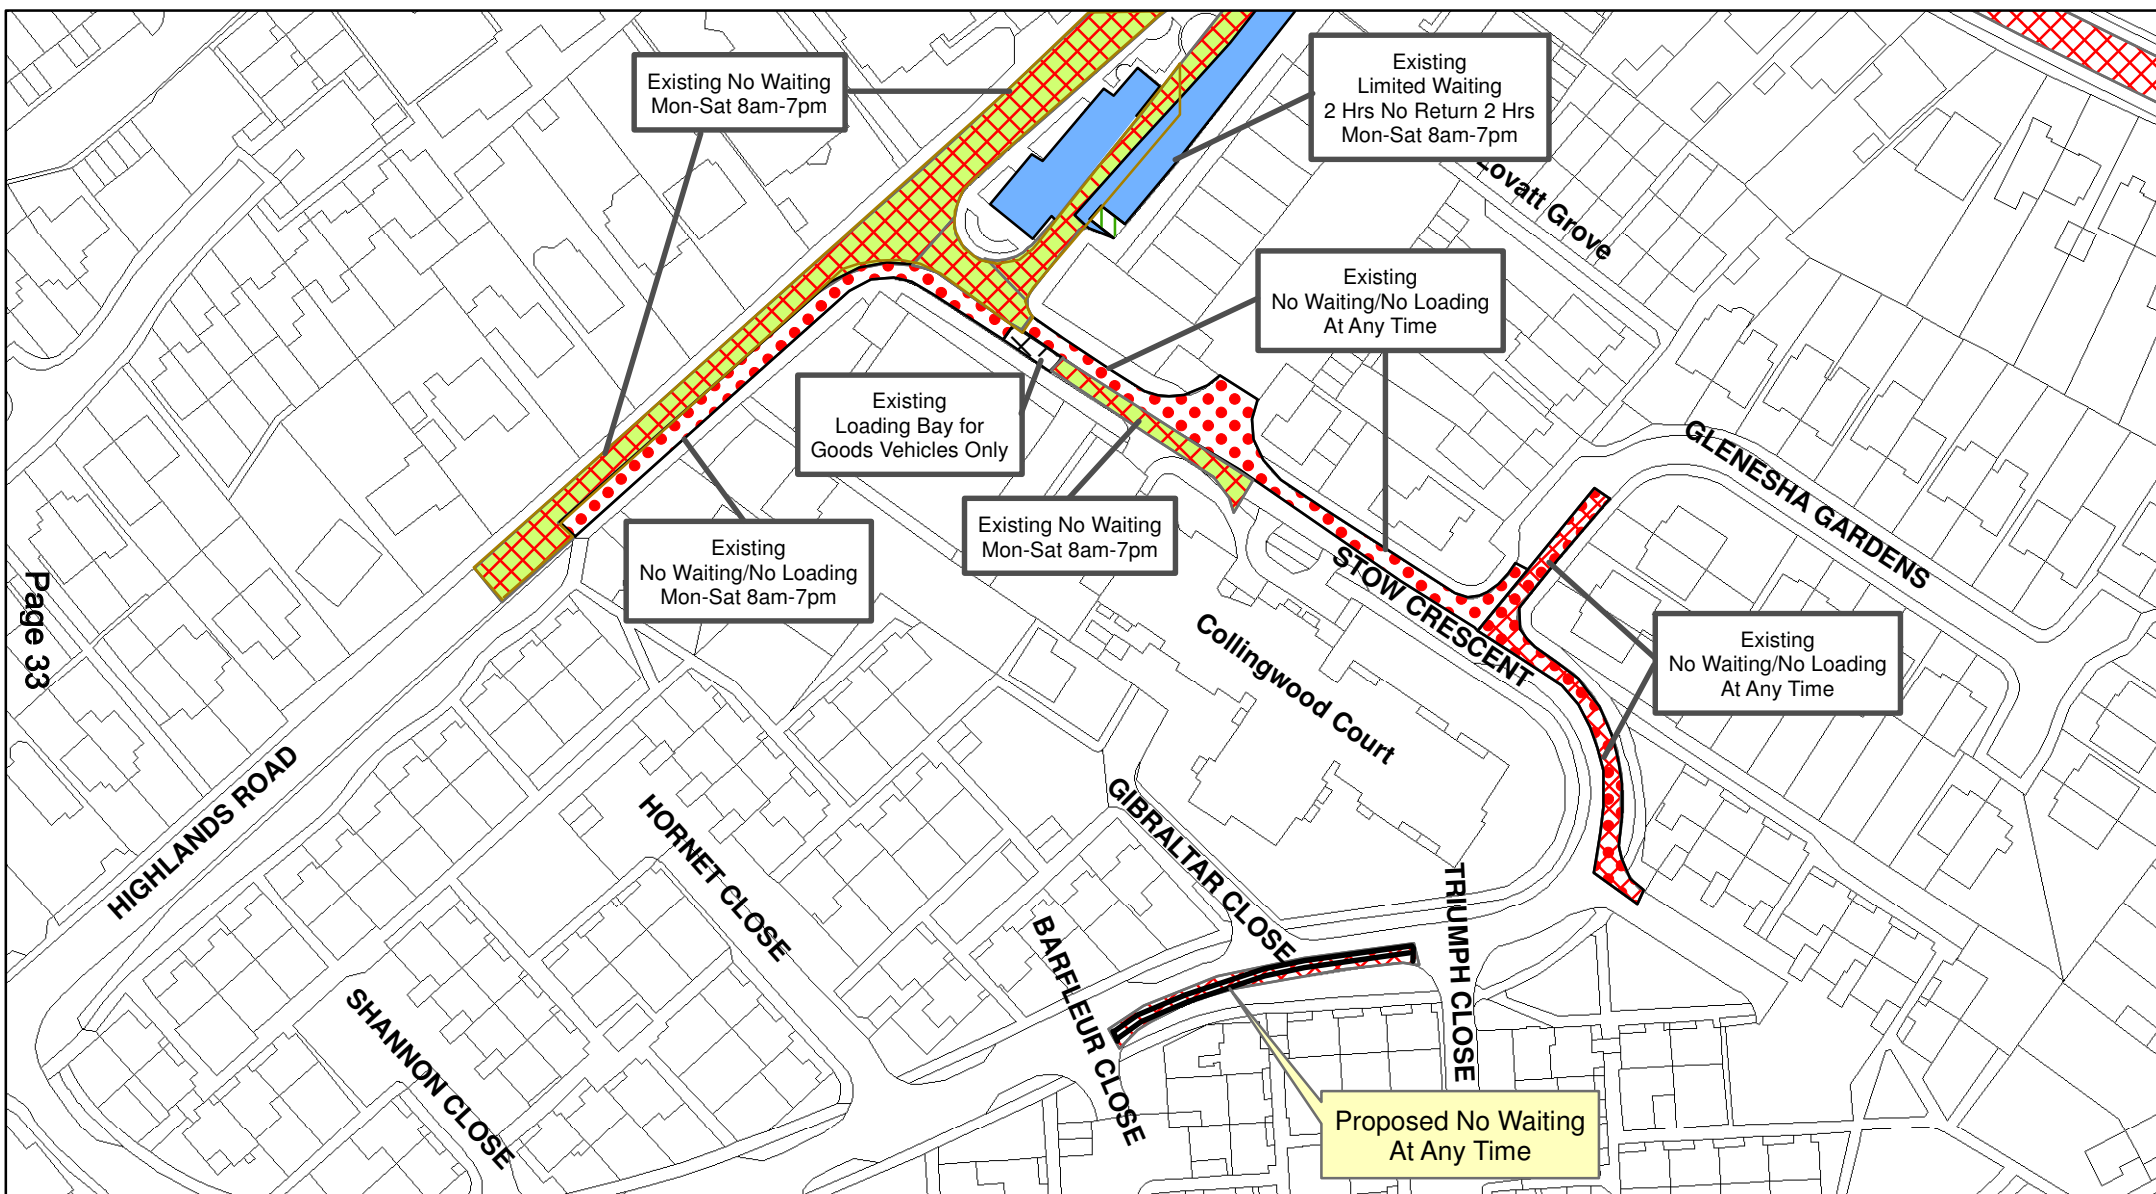 Existing No Waiting
Mon-Sat 8am-7pm
Existing
Limited Waiting
2 Hrs No Return 2 Hrs
Mon-Sat 8am-7pm
Lovatt Grove
Existing
No Waiting/No Loading
At Any Time
Existing
Loading Bay for
Goods Vehicles Only
Existing No Waiting
Mon-Sat 8am-7pm
Existing
No Waiting/No Loading
Mon-Sat 8am-7pm
GLENESHA GARDENS
STOW CRESCENT
Collingwood Court
Existing
No Waiting/No Loading
At Any Time
Page 33
HIGHLANDS ROAD
HORNET CLOSE
GIBRALTAR CLOSE
TRIUMPH CLOSE
BARFLEUR CLOSE
SHANNON CLOSE
Proposed No Waiting
At Any Time